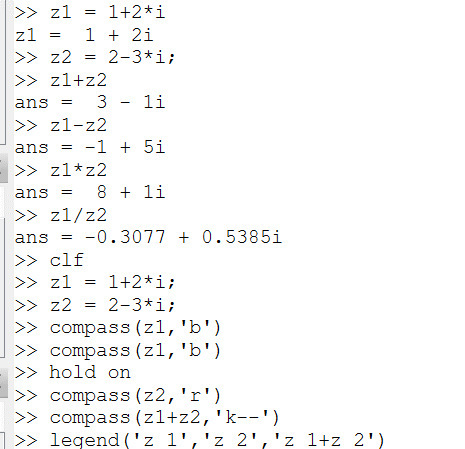 >> z1 = 1+2*i
z1 =  1 + 2i
>> z2 = 2-3*i;
>> z1+z2
ans =  3 - 1i
>> z1-z2
ans = -1 + 5i
>> z1*z2
ans =  8 + 1i
>> z1/z2
ans = -0.3077 + 0.5385i
>> clf
>> z1 = 1+2*i;
>> z2 = 2-3*i;
>> compass(z1,'b')
>> compass(z1,'b')
>> hold on
>> compass(z2,'r')
>> compass(z1+z2,'k--')
>> legend('z 1','z 2','z 1+z 2')